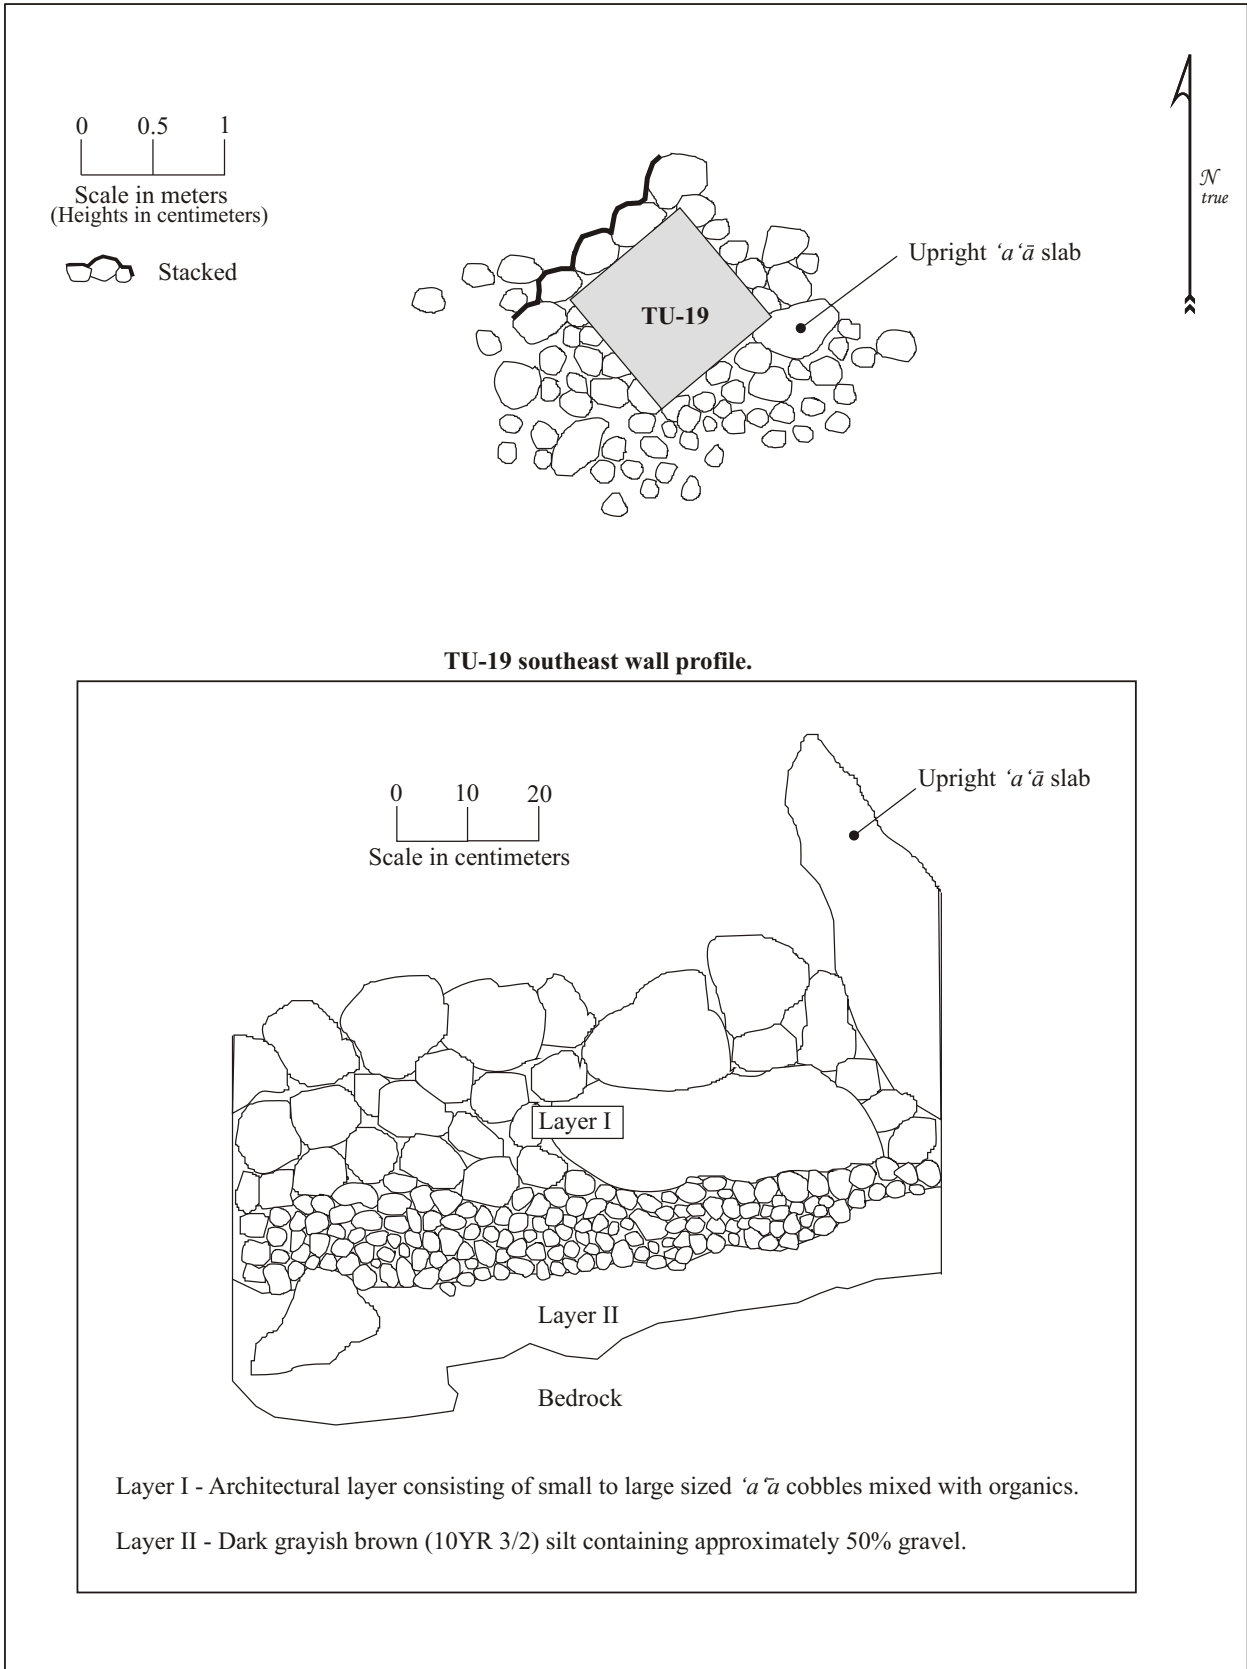 0 0.5 1
Scale in meters
(Heights in centimeters)
Stacked
N
true
Upright ‘a‘ā slab
TU-19
TU-19 southeast wall profile.
Upright ‘a‘ā slab
0 10 20
Scale in centimeters
Layer I
Layer II
Bedrock
Layer I - Architectural layer consisting of small to large sized ‘a‘ā cobbles mixed with organics.
Layer II - Dark grayish brown (10YR 3/2) silt containing approximately 50% gravel.